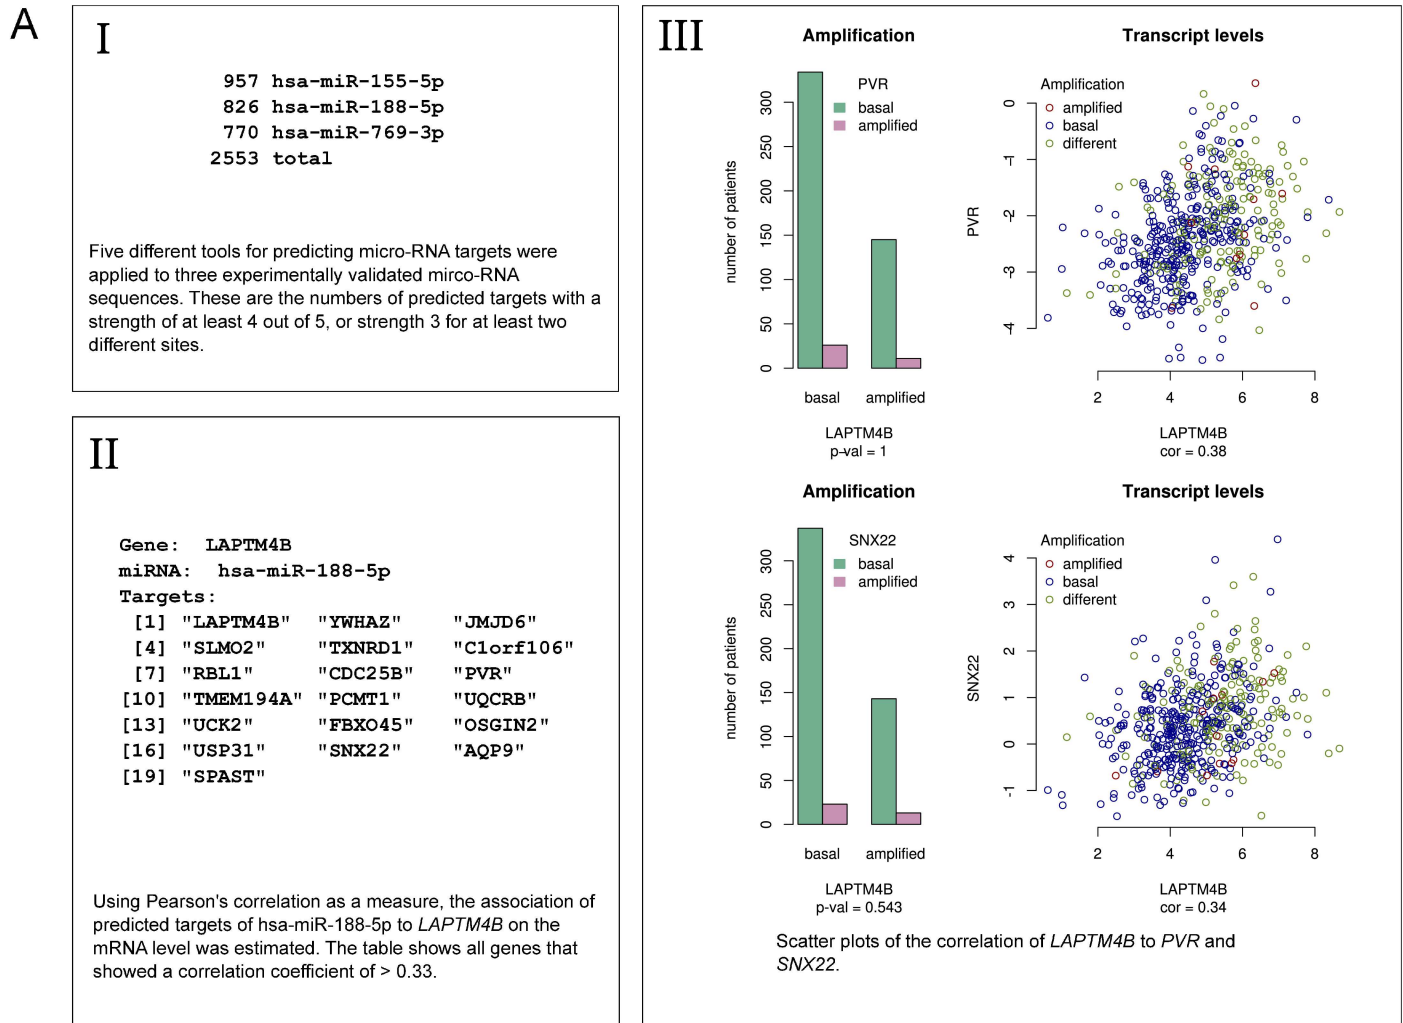 A
I
957 hsa-miR-155-5p
826 hsa-miR-188-5p
770 hsa-miR-769-3p
2553 total
Five different tools for predicting micro-RNA targets were
applied to three experimentally validated mirco-RNA
sequences. These are the numbers of predicted targets with a
strength of at least 4 out of 5, or strength 3 for at least two
different sites.
II
Gene: LAPTM4B
miRNA: hsa-miR-188-5p
Targets:
[1] "LAPTM4B" "YWHAZ" "JMJD6"
[4] "SLMO2" "TXNRD1" "C1orf106"
[7] "RBL1" "CDC25B" "PVR"
[10] "TMEM194A" "PCMT1" "UQCRB"
[13] "UCK2" "FBXO45" "OSGIN2"
[16] "USP31" "SNX22" "AQP9"
[19] "SPAST"
Using Pearson's correlation as a measure, the association of
predicted targets of hsa-miR-188-5p to LAPTM4B on the
mRNA level was estimated. The table shows all genes that
showed a correlation coefficient of > 0.33.
III
Amplification
PVR
basal
amplified
number of patients
300
250
200
150
100
50
0
basal amplified
LAPTM4B
p-val = 1
Transcript levels
Amplification
amplified
basal
different
PVR
0
-1
-2
-3
-4
2 4 6 8
LAPTM4B
cor = 0.38
Amplification
SNX22
basal
amplified
number of patients
300
250
200
150
100
50
0
basal amplified
LAPTM4B
p-val = 0.543
Transcript levels
Amplification
amplified
basal
different
SNX22
4
3
2
1
0
-1
2 4 6 8
LAPTM4B
cor = 0.34
Scatter plots of the correlation of LAPTM4B to PVR and
SNX22.